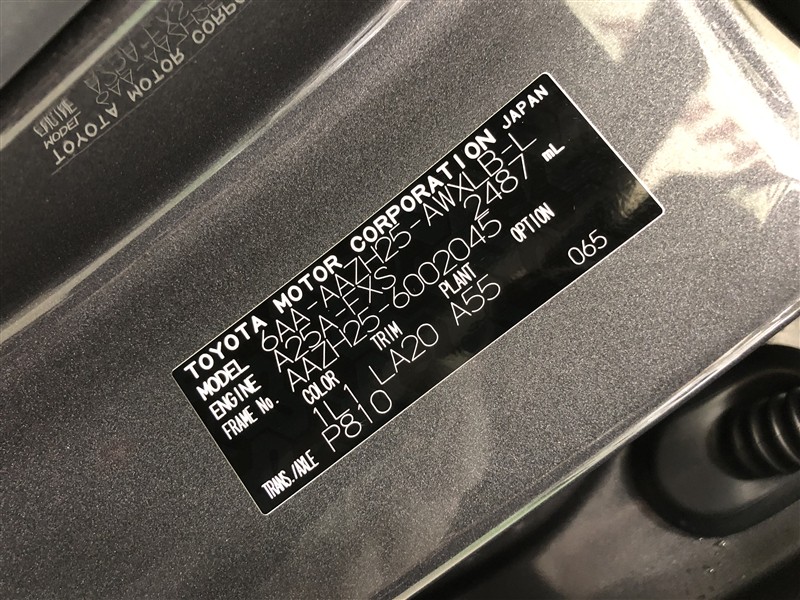 TOYOTA MOTOR CORPORATION JAPAN
MODEL 6AA-AAZH25-AWXLB-L
ENGINE A25A-FXS 2487 mL
FRAME No. AAZH25-6002045
COLOR TRIM PLANT OPTION
1L1 LA20 A55 065
TRANS./AXLE P810